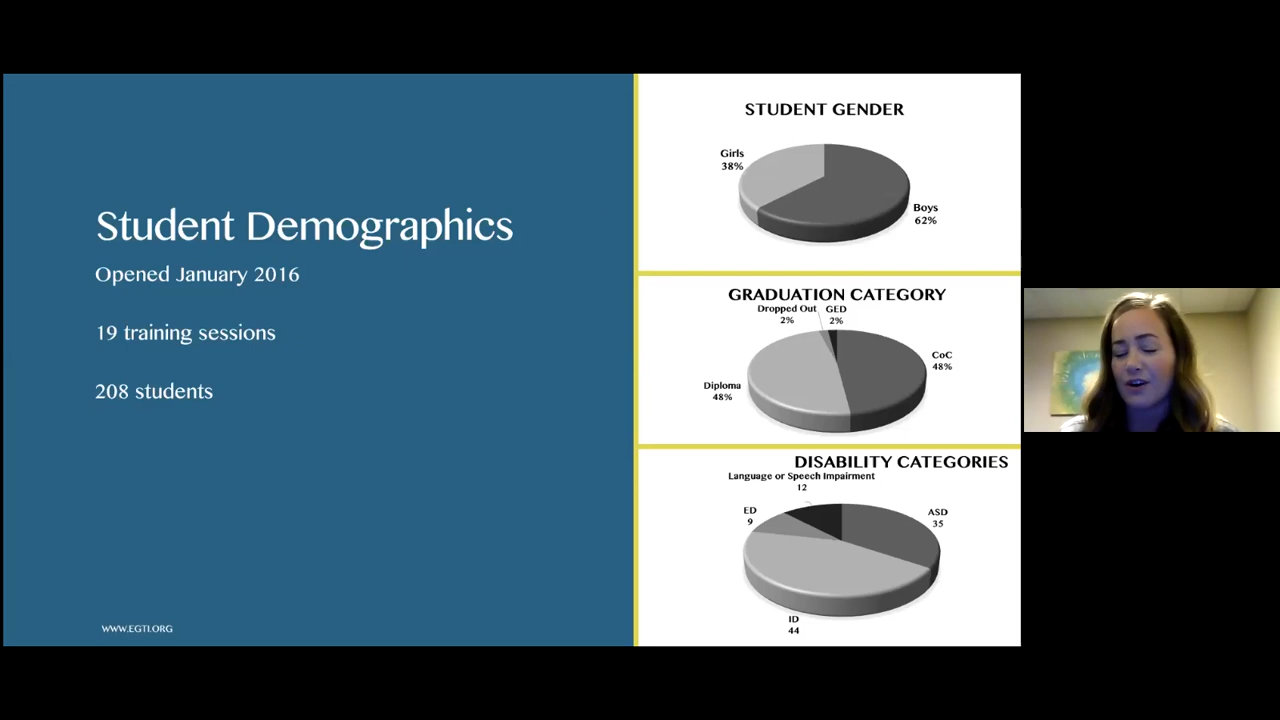 Student Demographics
Opened January 2016
19 training sessions
208 students
WWW.EGTI.ORG
STUDENT GENDER
Girls
38%
Boys
62%
GRADUATION CATEGORY
Dropped Out
2%
GED
2%
CoC
48%
Diploma
48%
DISABILITY CATEGORIES
Language or Speech Impairment
12
ED
9
ASD
35
ID
44